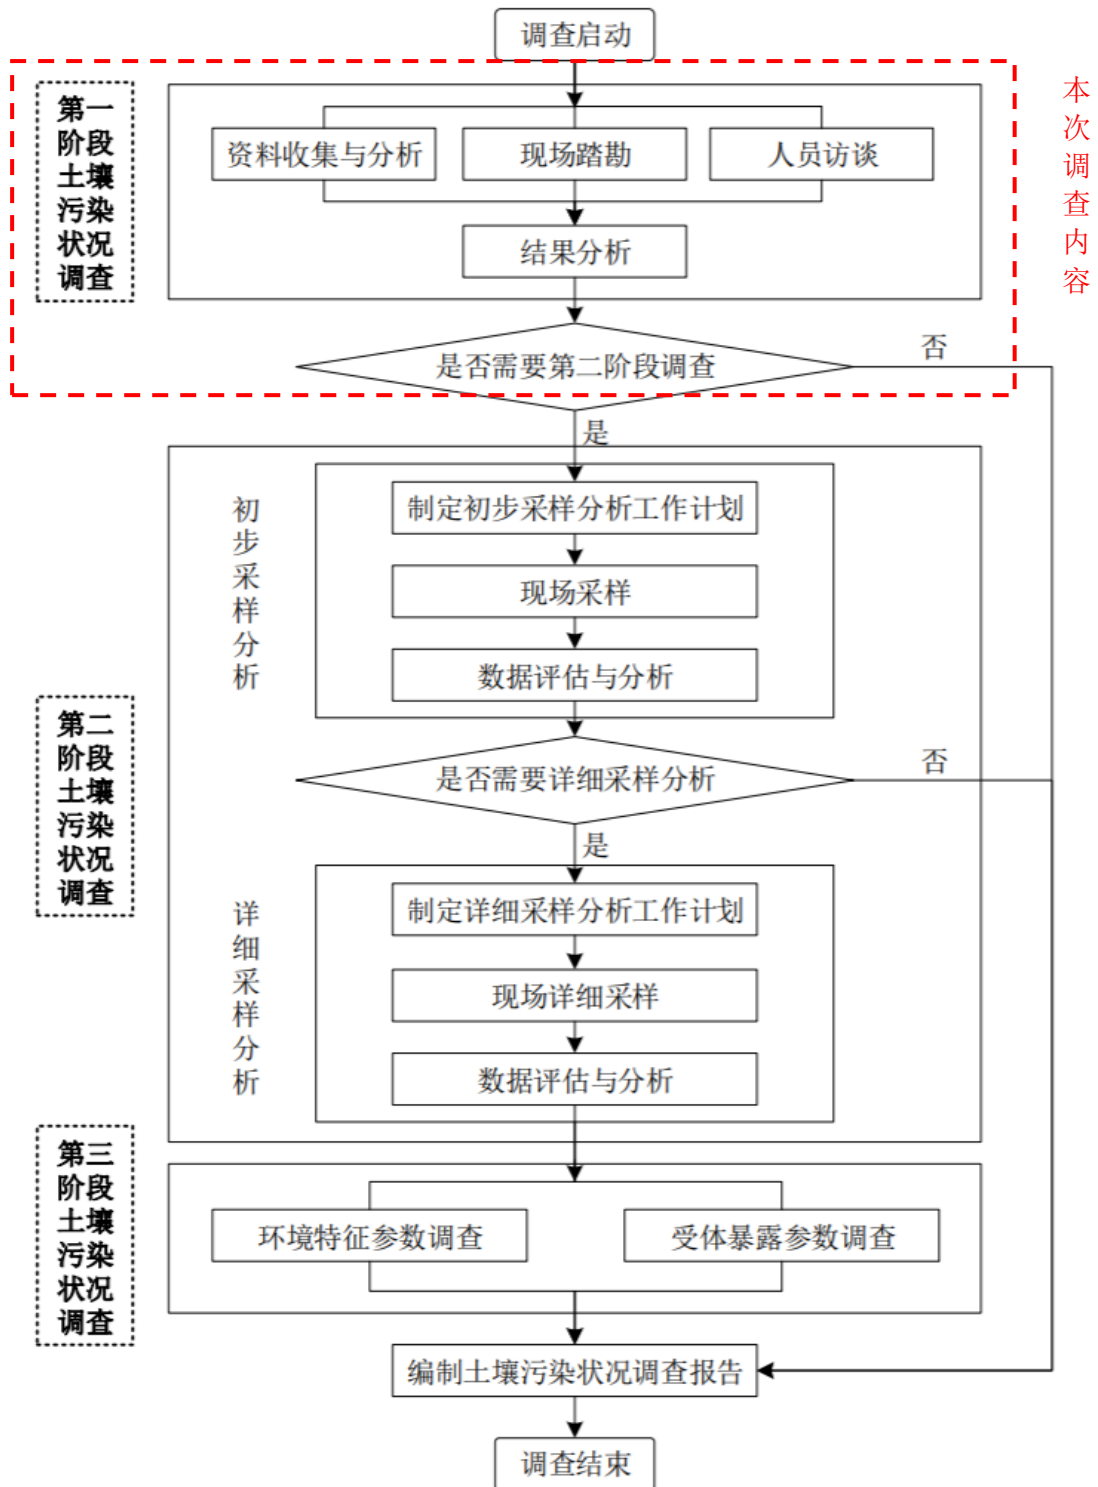 调查启动
第一
阶段
土壤
污染
状况
调查
本次调查内容
资料收集与分析
现场踏勘
人员访谈
结果分析
是否需要第二阶段调查
否
是
初步采样分析
制定初步采样分析工作计划
现场采样
数据评估与分析
第二
阶段
土壤
污染
状况
调查
是否需要详细采样分析
否
是
详细采样分析
制定详细采样分析工作计划
现场详细采样
数据评估与分析
第三
阶段
土壤
污染
状况
调查
环境特征参数调查
受体暴露参数调查
编制土壤污染状况调查报告
调查结束